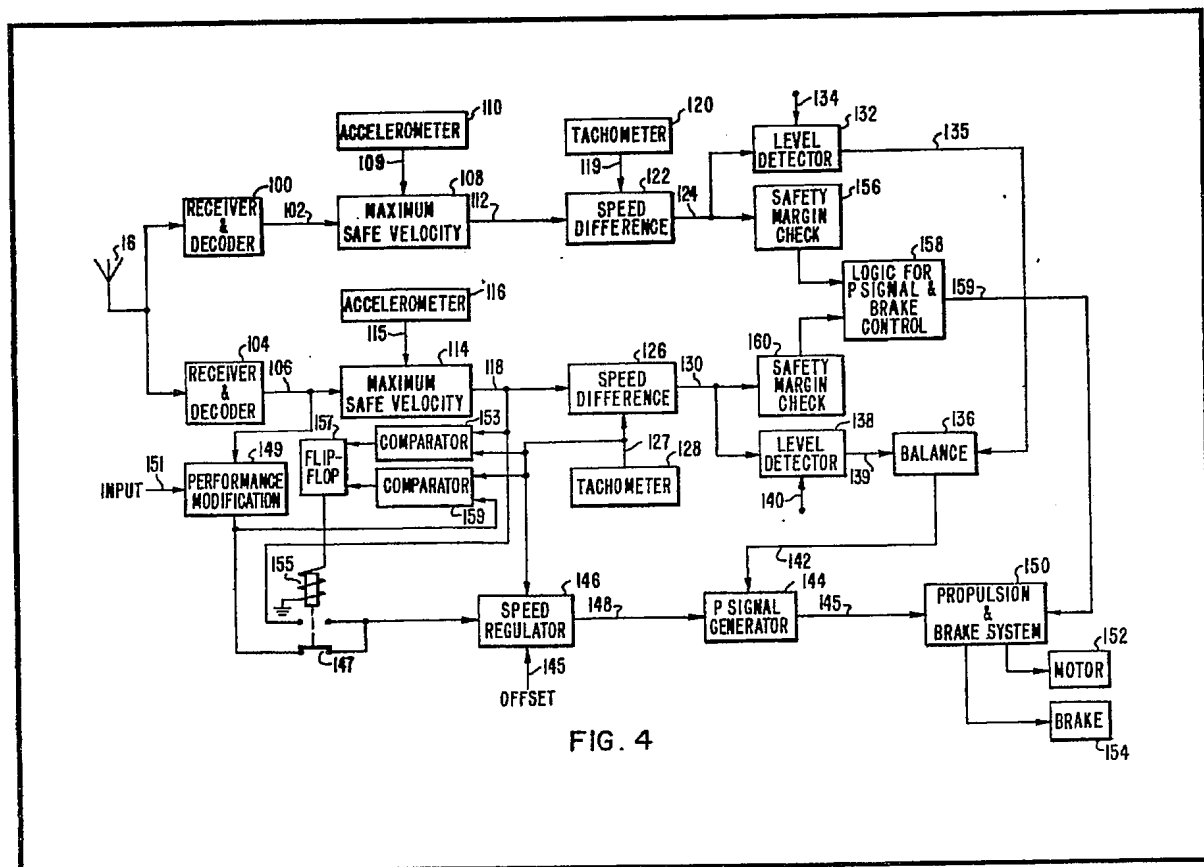 110
ACCELEROMETER
109
120
TACHOMETER
119
134
132
LEVEL
DETECTOR
135
100
RECEIVER
&
DECODER
102
108
MAXIMUM
SAFE VELOCITY
112
122
SPEED
DIFFERENCE
124
156
SAFETY
MARGIN
CHECK
16
158
LOGIC FOR
P SIGNAL &
BRAKE
CONTROL
159
ACCELEROMETER
116
115
104
RECEIVER
&
DECODER
106
114
MAXIMUM
SAFE VELOCITY
118
126
SPEED
DIFFERENCE
130
160
SAFETY
MARGIN
CHECK
157
FLIP-
FLOP
153
COMPARATOR
COMPARATOR
159
127
TACHOMETER
128
138
LEVEL
DETECTOR
139
140
136
BALANCE
151
INPUT
149
PERFORMANCE
MODIFICATION
155
147
146
SPEED
REGULATOR
148
145
OFFSET
142
144
P SIGNAL
GENERATOR
145
150
PROPULSION
&
BRAKE SYSTEM
152
MOTOR
BRAKE
154
FIG. 4